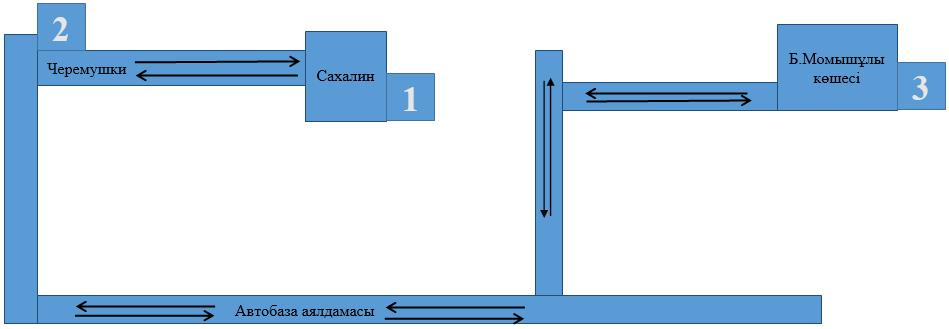 2
Черемушки
Сахалин
1
Б.Момышұлы
көшесі
3
Автобаза аялдамасы